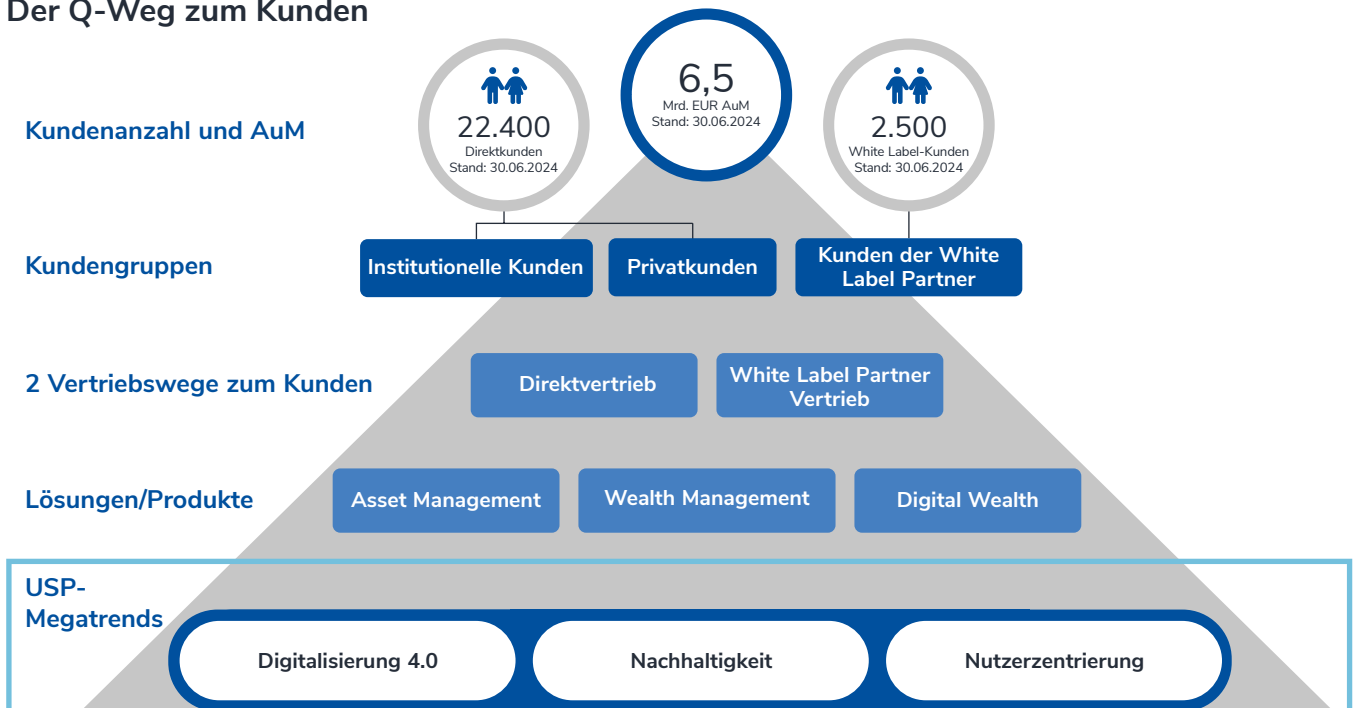 Der Q-Weg zum Kunden
Kundenanzahl und AuM
22.400
Direktkunden
Stand: 30.06.2024
6,5
Mrd. EUR AuM
Stand: 30.06.2024
2.500
White Label-Kunden
Stand: 30.06.2024
Kundengruppen
Institutionelle Kunden
Privatkunden
Kunden der White
Label Partner
2 Vertriebswege zum Kunden
Direktvertrieb
White Label Partner
Vertrieb
Lösungen/Produkte
Asset Management
Wealth Management
Digital Wealth
USP-
Megatrends
Digitalisierung 4.0
Nachhaltigkeit
Nutzerzentrierung